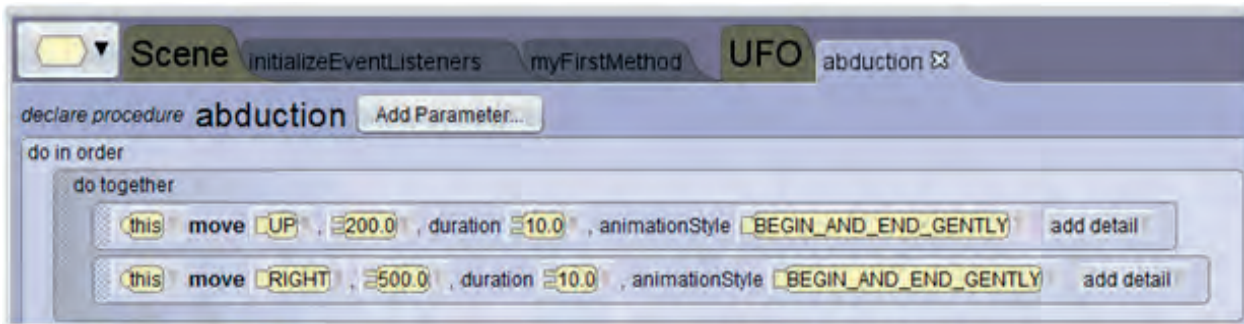 Scene initializeEventListeners myFirstMethod UFO abduction
declare procedure abduction Add Parameter...
do in order
do together
this move UP , 200.0 , duration 10.0 , animationStyle BEGIN_AND_END_GENTLY add detail
this move RIGHT , 500.0 , duration 10.0 , animationStyle BEGIN_AND_END_GENTLY add detail